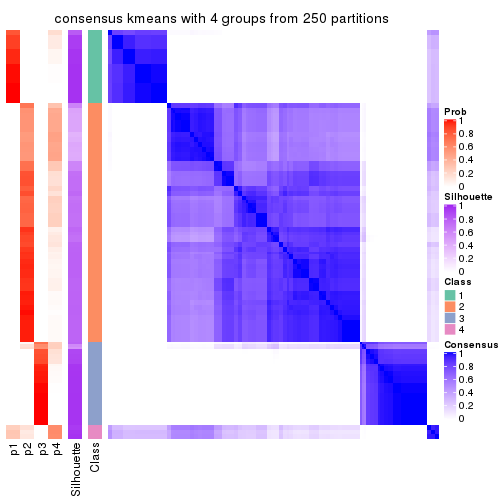 consensus kmeans with 4 groups from 250 partitions
Prob
1
0.8
0.6
0.4
0.2
0
Silhouette
1
0.8
0.6
0.4
0.2
0
Class
1
2
3
4
Consensus
1
0.8
0.6
0.4
0.2
0
p1
p2
p3
p4
Silhouette
Class